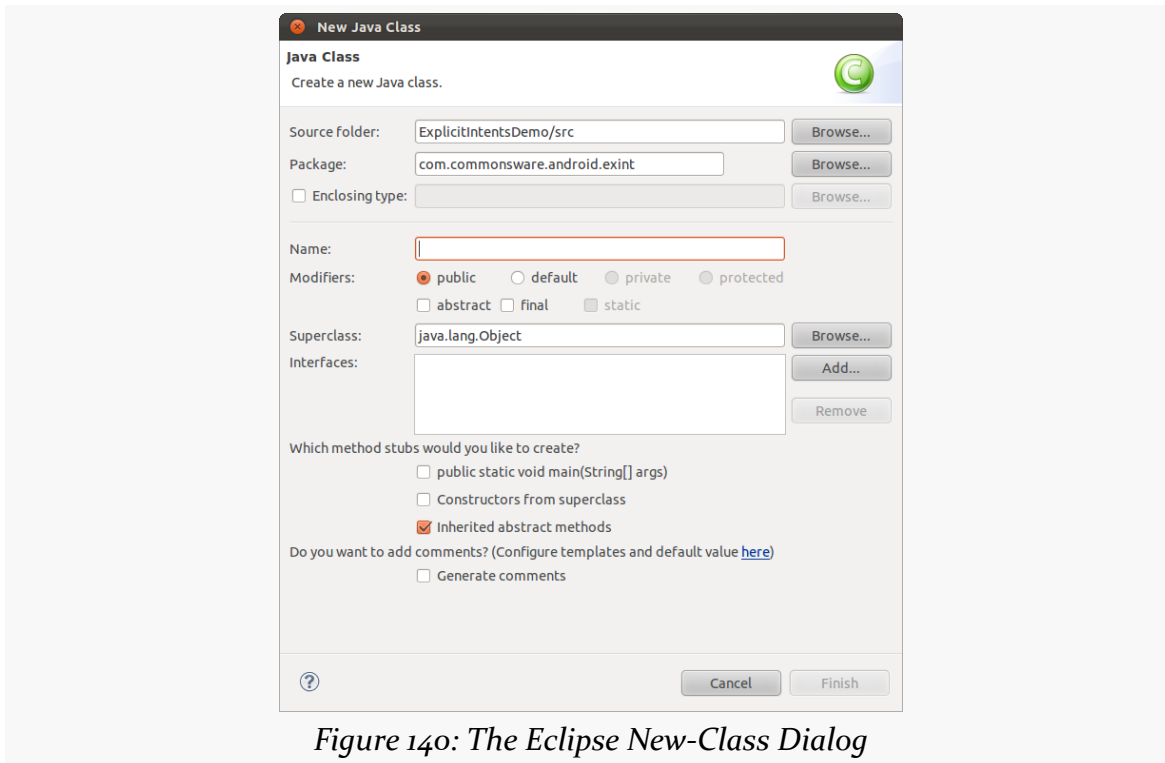 New Java Class
Java Class
Create a new Java class.
C
Source folder: ExplicitIntentsDemo/src Browse...
Package: com.commonsware.android.exint Browse...
Enclosing type: Browse...
Name:
Modifiers: public default private protected
abstract final static
Superclass: java.lang.Object Browse...
Interfaces: Add...
Remove
Which method stubs would you like to create?
public static void main(String[] args)
Constructors from superclass
Inherited abstract methods
Do you want to add comments? (Configure templates and default value here)
Generate comments
? Cancel Finish
Figure 140: The Eclipse New-Class Dialog